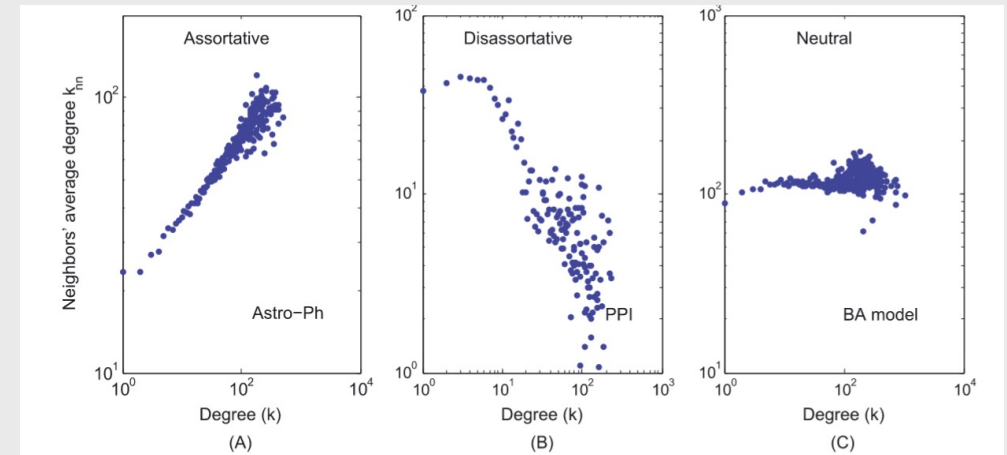 Assortative
Neighbors' average degree k_nn
10^2
10^1
Astro−Ph
10^0
10^2
10^4
Degree (k)
(A)
Disassortative
10^2
10^1
10^0
PPI
10^0
10^1
10^2
10^3
Degree (k)
(B)
Neutral
10^3
10^2
10^1
BA model
10^0
10^2
10^4
Degree (k)
(C)